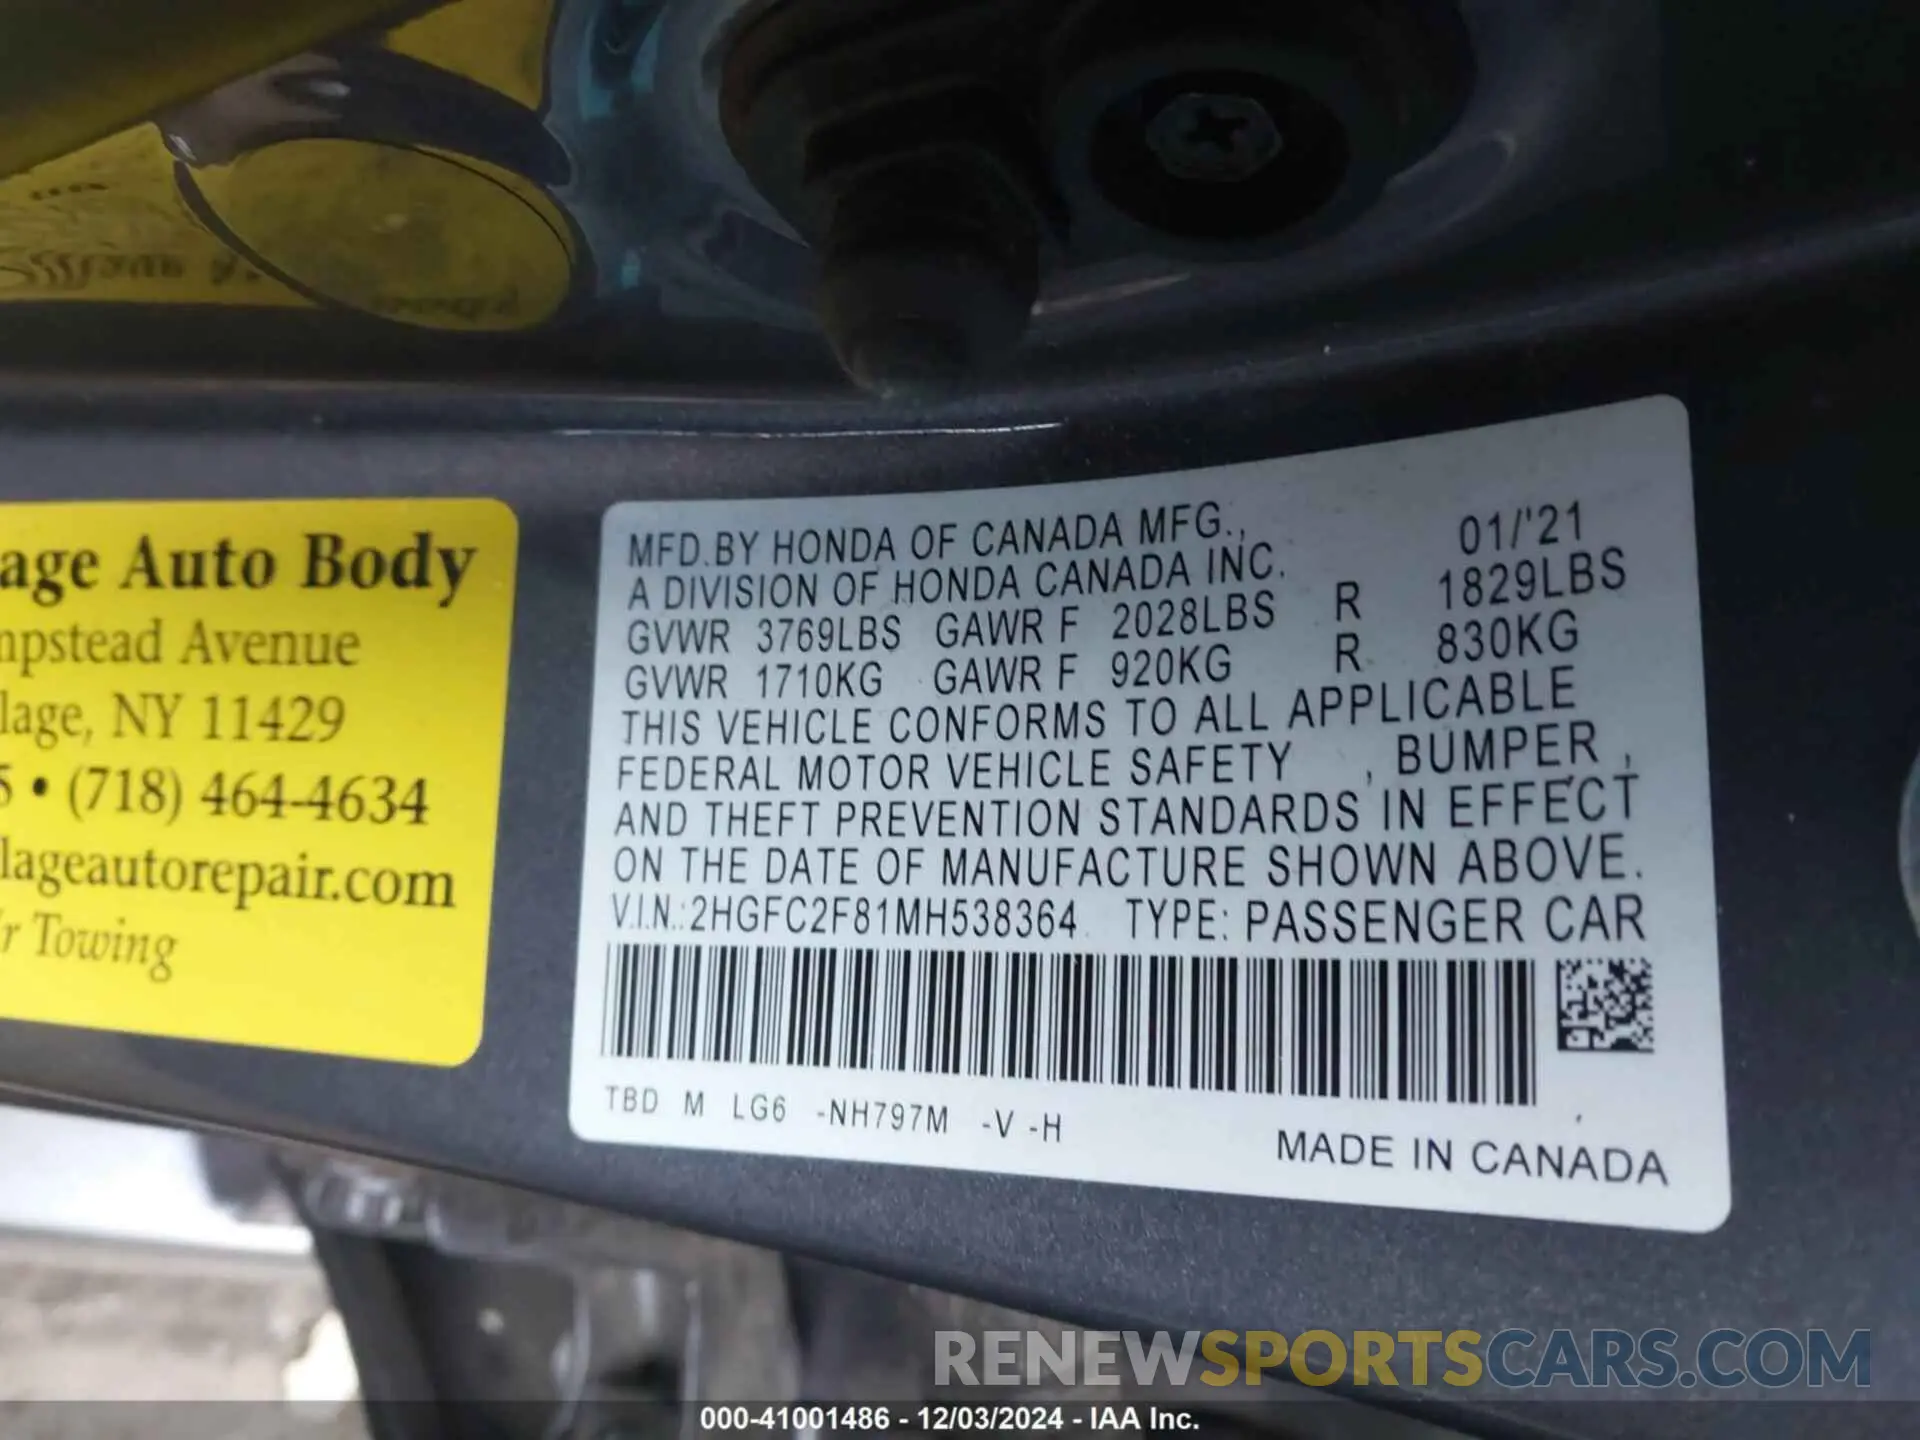 age Auto Body
mpstead Avenue
lage, NY 11429
5 • (718) 464-4634
lageautorepair.com
/r Towing
MFD.BY HONDA OF CANADA MFG., 01/'21
A DIVISION OF HONDA CANADA INC.
GVWR 3769LBS GAWR F 2028LBS R 1829LBS
GVWR 1710KG GAWR F 920KG R 830KG
THIS VEHICLE CONFORMS TO ALL APPLICABLE
FEDERAL MOTOR VEHICLE SAFETY , BUMPER ,
AND THEFT PREVENTION STANDARDS IN EFFECT
ON THE DATE OF MANUFACTURE SHOWN ABOVE.
V.I.N.:2HGFC2F81MH538364 TYPE: PASSENGER CAR
TBD M LG6 -NH797M -V -H
MADE IN CANADA
RENEWSPORTSCARS.COM
000-41001486 - 12/03/2024 - IAA Inc.